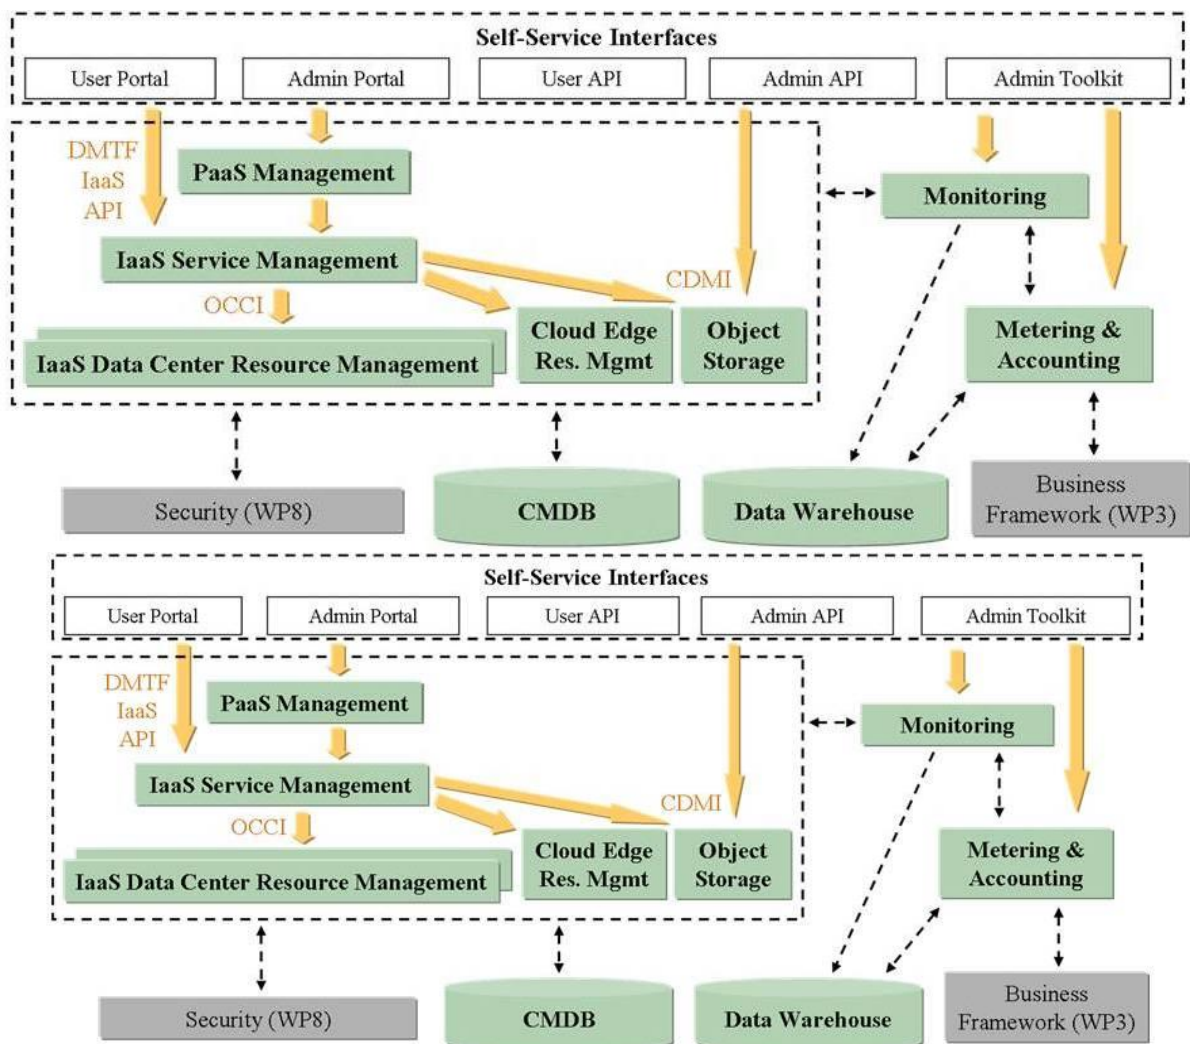 Self-Service Interfaces
User Portal
Admin Portal
User API
Admin API
Admin Toolkit
DMTF
IaaS
API
PaaS Management
Monitoring
IaaS Service Management
OCCI
CDMI
IaaS Data Center Resource Management
Cloud Edge
Res. Mgmt
Object
Storage
Metering &
Accounting
Security (WP8)
CMDB
Data Warehouse
Business
Framework (WP3)
Self-Service Interfaces
User Portal
Admin Portal
User API
Admin API
Admin Toolkit
DMTF
IaaS
API
PaaS Management
Monitoring
IaaS Service Management
OCCI
CDMI
IaaS Data Center Resource Management
Cloud Edge
Res. Mgmt
Object
Storage
Metering &
Accounting
Security (WP8)
CMDB
Data Warehouse
Business
Framework (WP3)